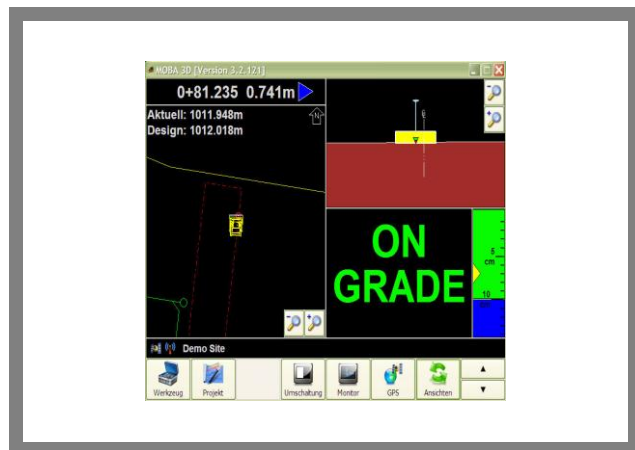 MOBA 3D [Version 3.2.121]
0+81.235 0.741m
Aktuell: 1011.948m
Design: 1012.018m
N
ON
GRADE
5
cm
10
Demo Site
Werkzeug Projekt Umschaltung Monitor GPS Ansichten